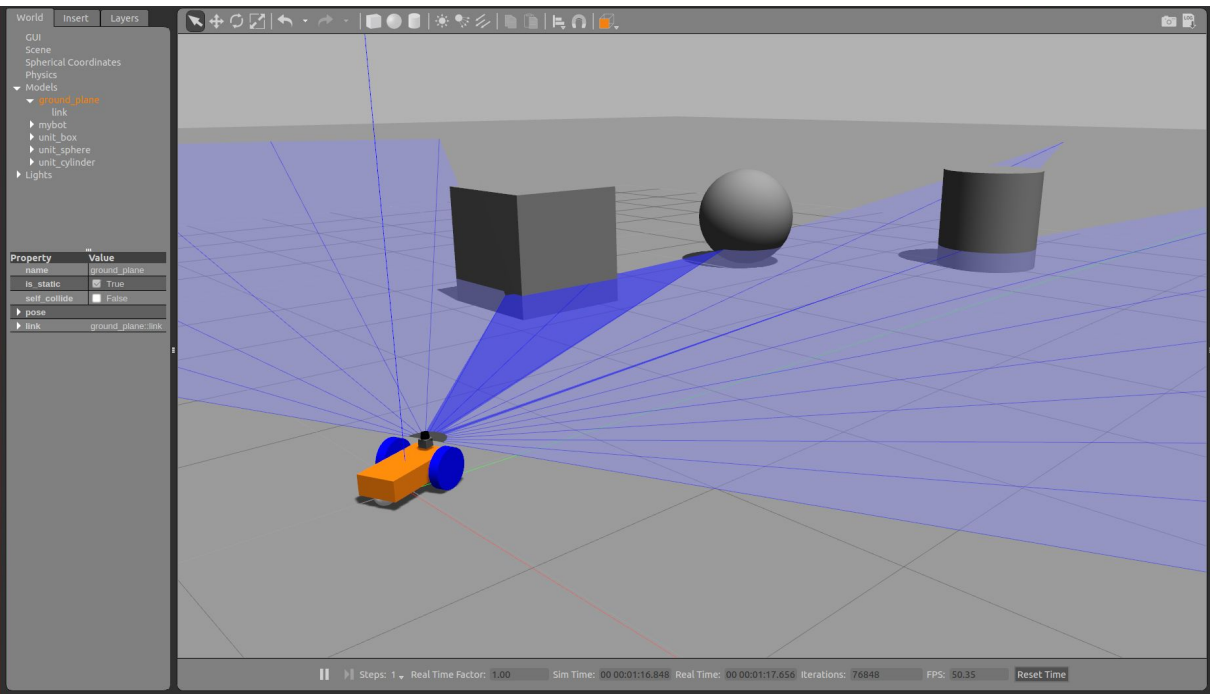 World Insert Layers
GUI
Scene
Spherical Coordinates
Physics
Models
ground_plane
link
mybot
unit_box
unit_sphere
unit_cylinder
Lights
Property Value
name ground_plane
is_static True
self_collide False
pose
link ground_plane::link
LOG
Steps: 1 Real Time Factor: 1.00 Sim Time: 00 00:01:16.848 Real Time: 00 00:01:17.656 Iterations: 76848 FPS: 50.35 Reset Time